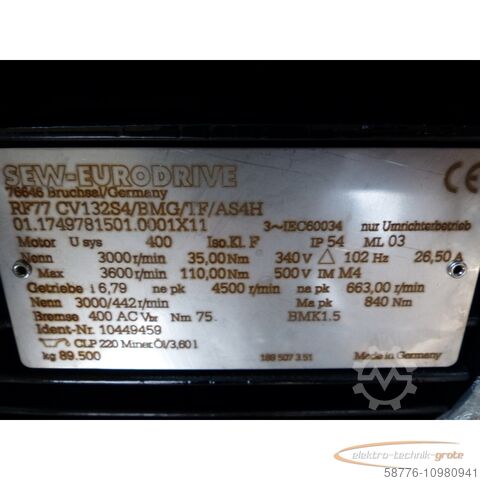 SEW-EURODRIVE
76646 Bruchsal/Germany CE
RF77 CV132S4/BMG/TF/AS4H
01.1749781501.0001X11 3~IEC60034 nur Umrichterbetrieb
Motor U sys 400 Iso.Kl. F IP 54 ML 03
Nenn 3000 r/min 35,00 Nm 340 V △ 102 Hz 26,50 A
Max 3600 r/min 110,00 Nm 500 V IM M4
Getriebe i 6,79 ne pk 4500 r/min na pk 663,00 r/min
Nenn 3000/442 r/min Ma pk 840 Nm
Bremse 400 AC Vbr Nm 75 BMK1.5
Ident-Nr. 10449459
CLP 220 Miner.Öl/3,60 l
kg 89.500 189 507 3.51 Made in Germany
elektro-technik-grote
58776-10980941